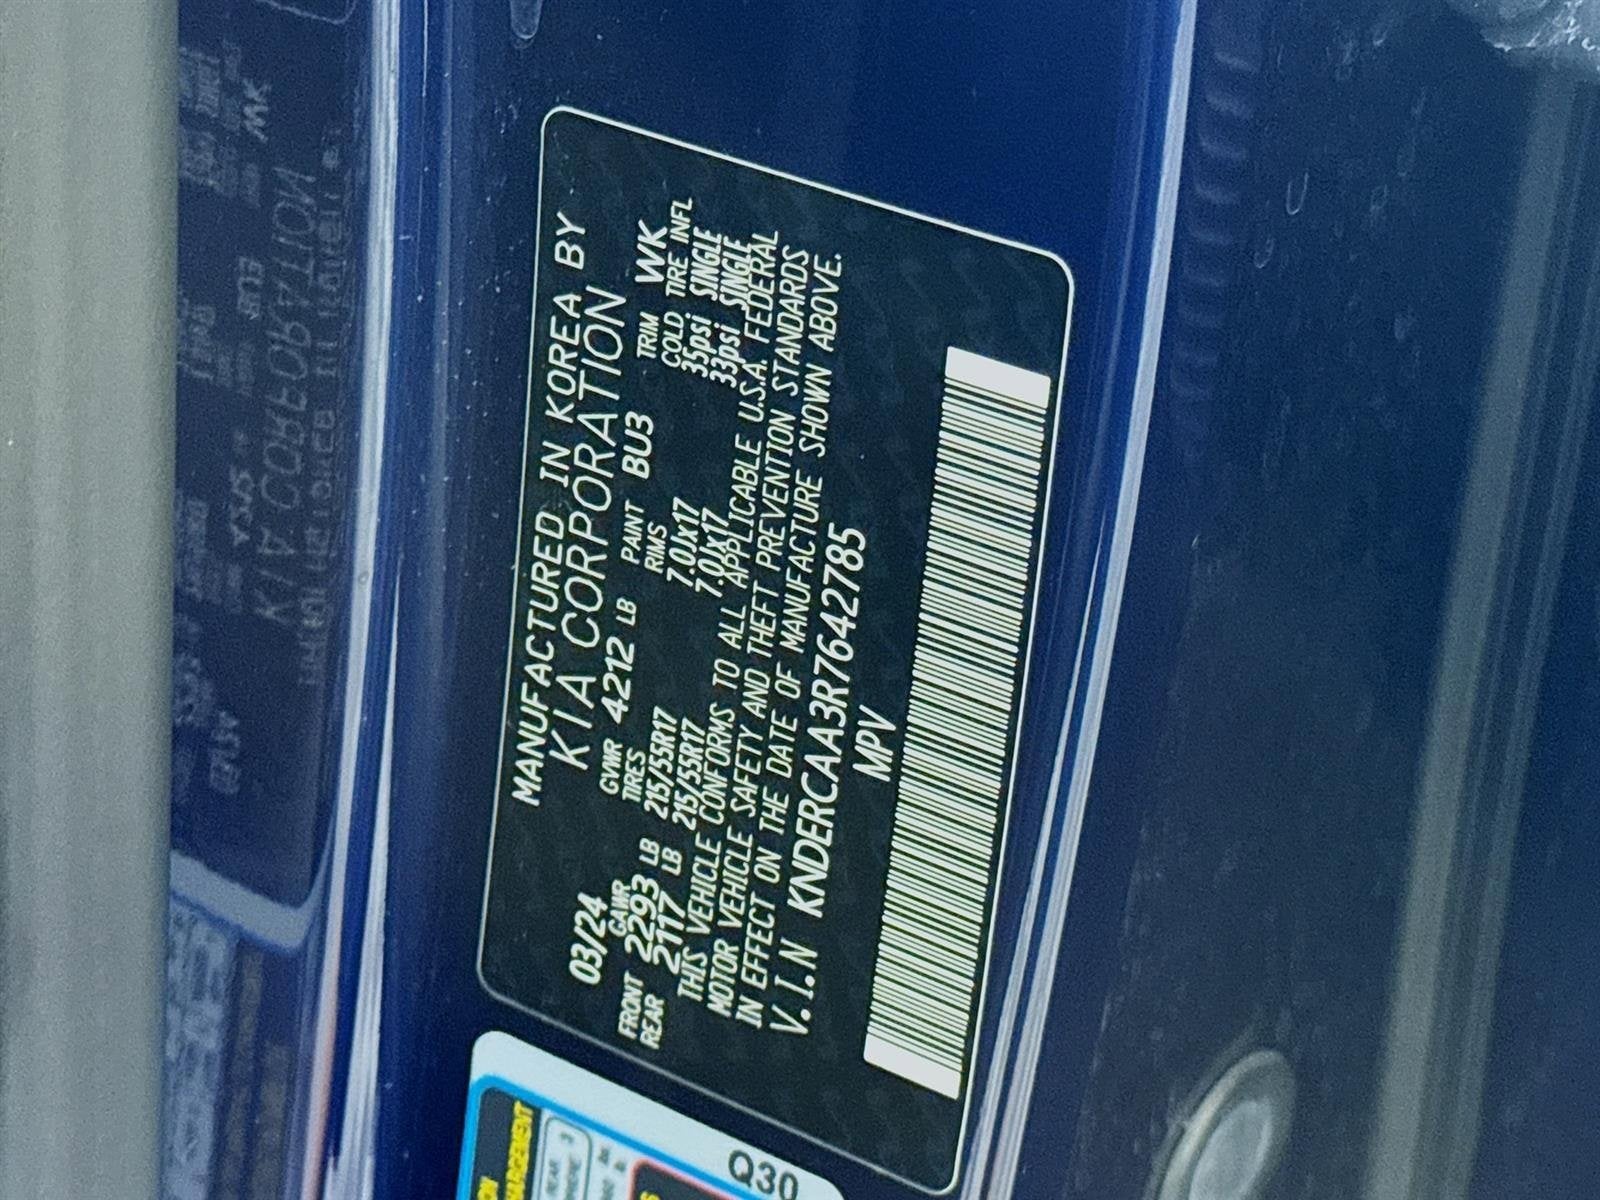 MANUFACTURED IN KOREA BY
KIA CORPORATION
03/24 GVWR 4212 LB PAINT BU3 TRIM WK
GAWR TIRES RIMS COLD TIRE INFL
FRONT 2293 LB 215/55R17 7.0Jx17 35psi SINGLE
REAR 2117 LB 215/55R17 7.0Jx17 33psi SINGLE
THIS VEHICLE CONFORMS TO ALL APPLICABLE U.S.A. FEDERAL
MOTOR VEHICLE SAFETY AND THEFT PREVENTION STANDARDS
IN EFFECT ON THE DATE OF MANUFACTURE SHOWN ABOVE.
V.I.N KNDERCAA3R7642785
MPV
Q30